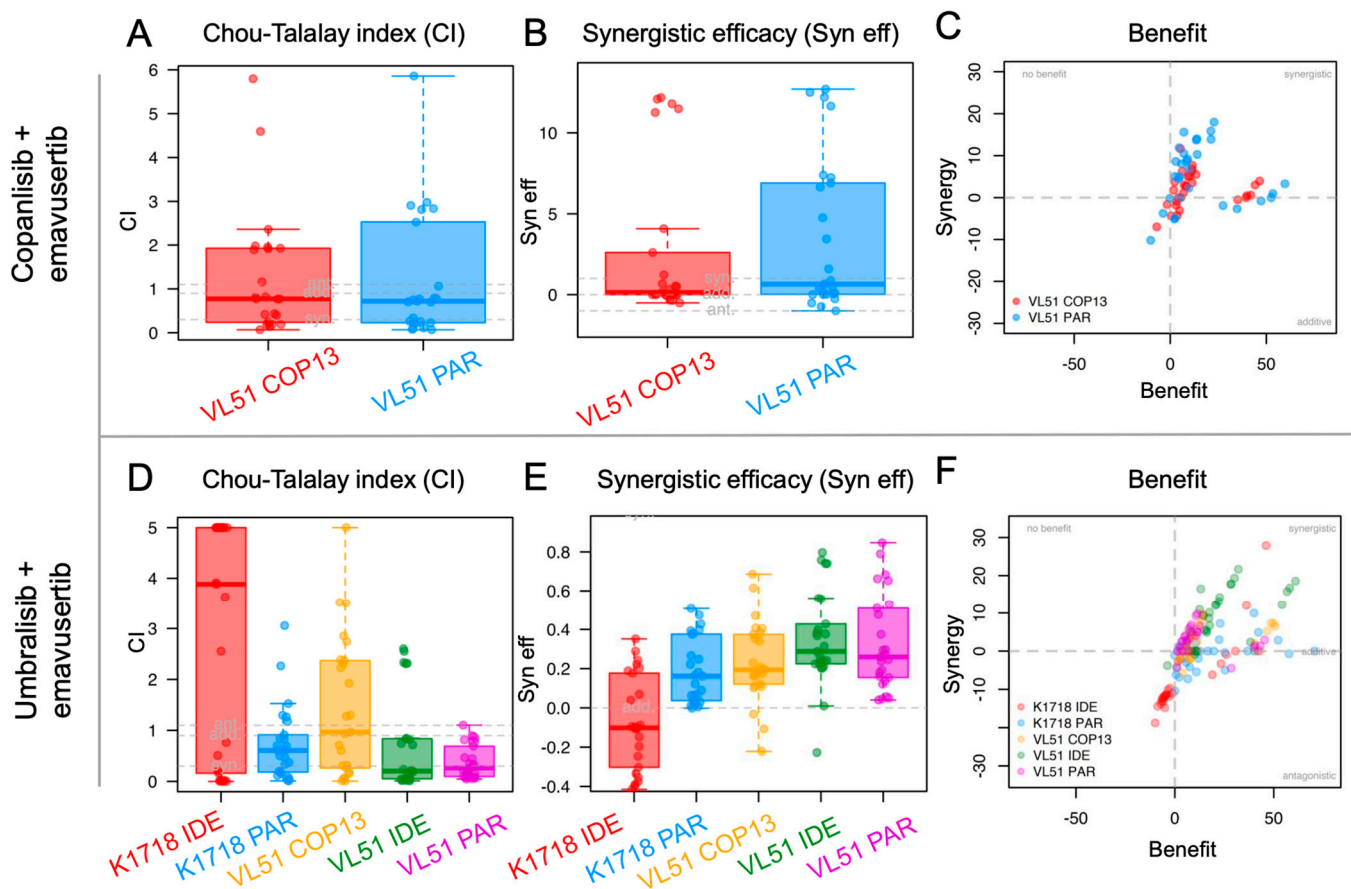 A
Chou-Talalay index (CI)
B
Synergistic efficacy (Syn eff)
C
Benefit
Copanlisib +
emavusertib
CI
6
5
4
3
2
1
0
ant.
add.
syn.
VL51 COP13
VL51 PAR
Syn eff
10
5
0
syn.
add.
ant.
VL51 COP13
VL51 PAR
Synergy
30
20
10
0
-10
-30
no benefit
synergistic
VL51 COP13
VL51 PAR
additive
-50
0
50
Benefit
D
Chou-Talalay index (CI)
E
Synergistic efficacy (Syn eff)
F
Benefit
Umbralisib +
emavusertib
CI
5
4
3
2
1
0
ant.
add.
syn.
K1718 IDE
K1718 PAR
VL51 COP13
VL51 IDE
VL51 PAR
Syn eff
0.8
0.6
0.4
0.2
0.0
-0.2
-0.4
add.
K1718 IDE
K1718 PAR
VL51 COP13
VL51 IDE
VL51 PAR
Synergy
30
20
10
0
-10
-30
no benefit
synergistic
additive
K1718 IDE
K1718 PAR
VL51 COP13
VL51 IDE
VL51 PAR
antagonistic
-50
0
50
Benefit